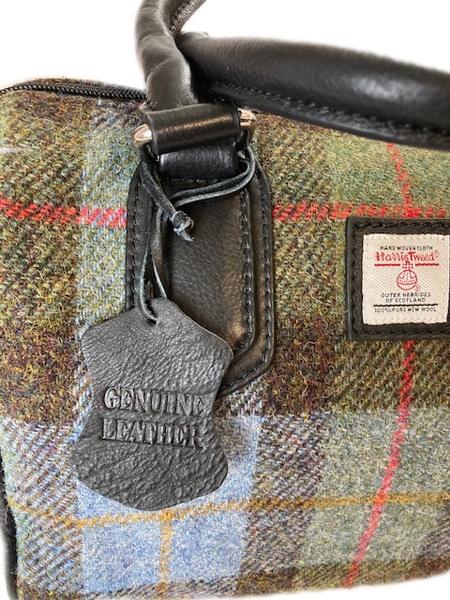 HAND WOVEN CLOTH
Harris Tweed®
OUTER HEBRIDES
OF SCOTLAND
100% PURE NEW WOOL
GENUINE
LEATHER